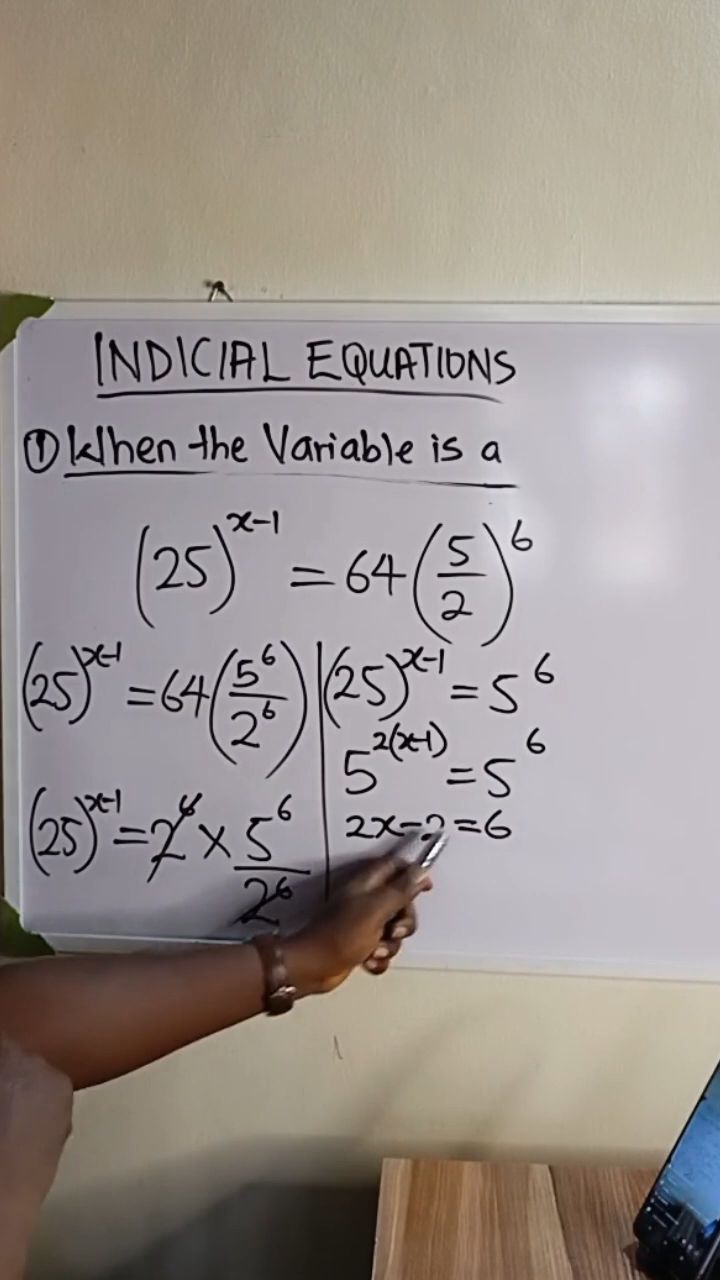 INDICIAL EQUATIONS
① When the Variable is a
(25)^(x-1) = 64(5/2)^6
(25)^(x-1) = 64(5^6/2^6)
(25)^(x-1) = 2^6 × 5^6/2^6
(25)^(x-1) = 5^6
5^(2(x-1)) = 5^6
2x-2=6